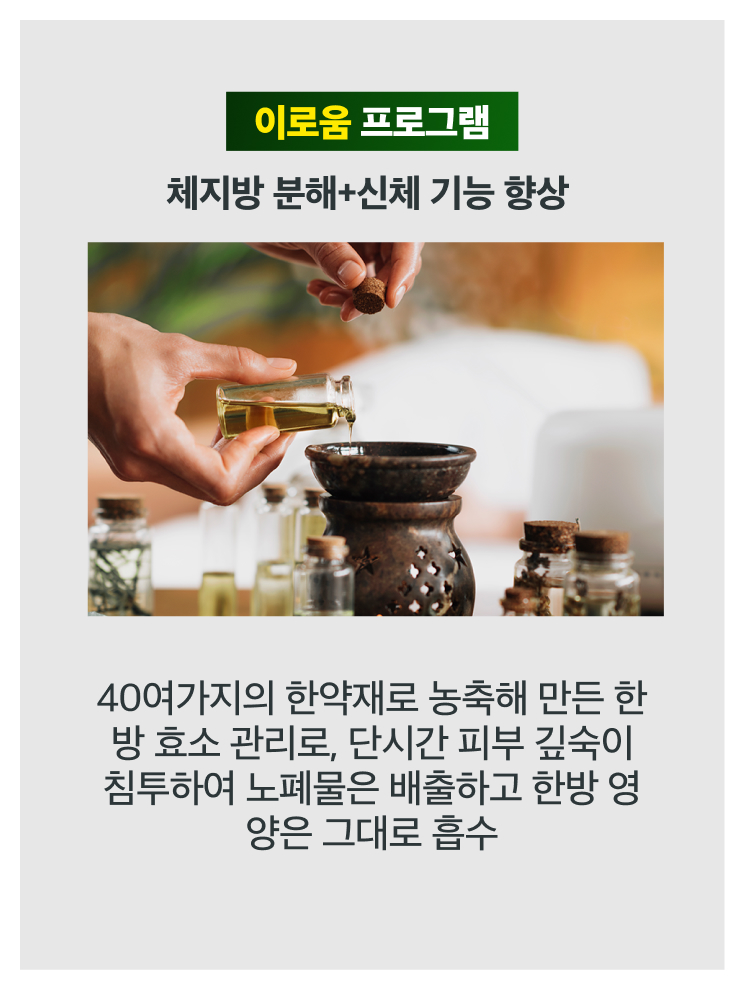 이로움 프로그램
체지방 분해+신체 기능 향상
40여가지의 한약재로 농축해 만든 한
방 효소 관리로, 단시간 피부 깊숙이
침투하여 노폐물은 배출하고 한방 영
양은 그대로 흡수